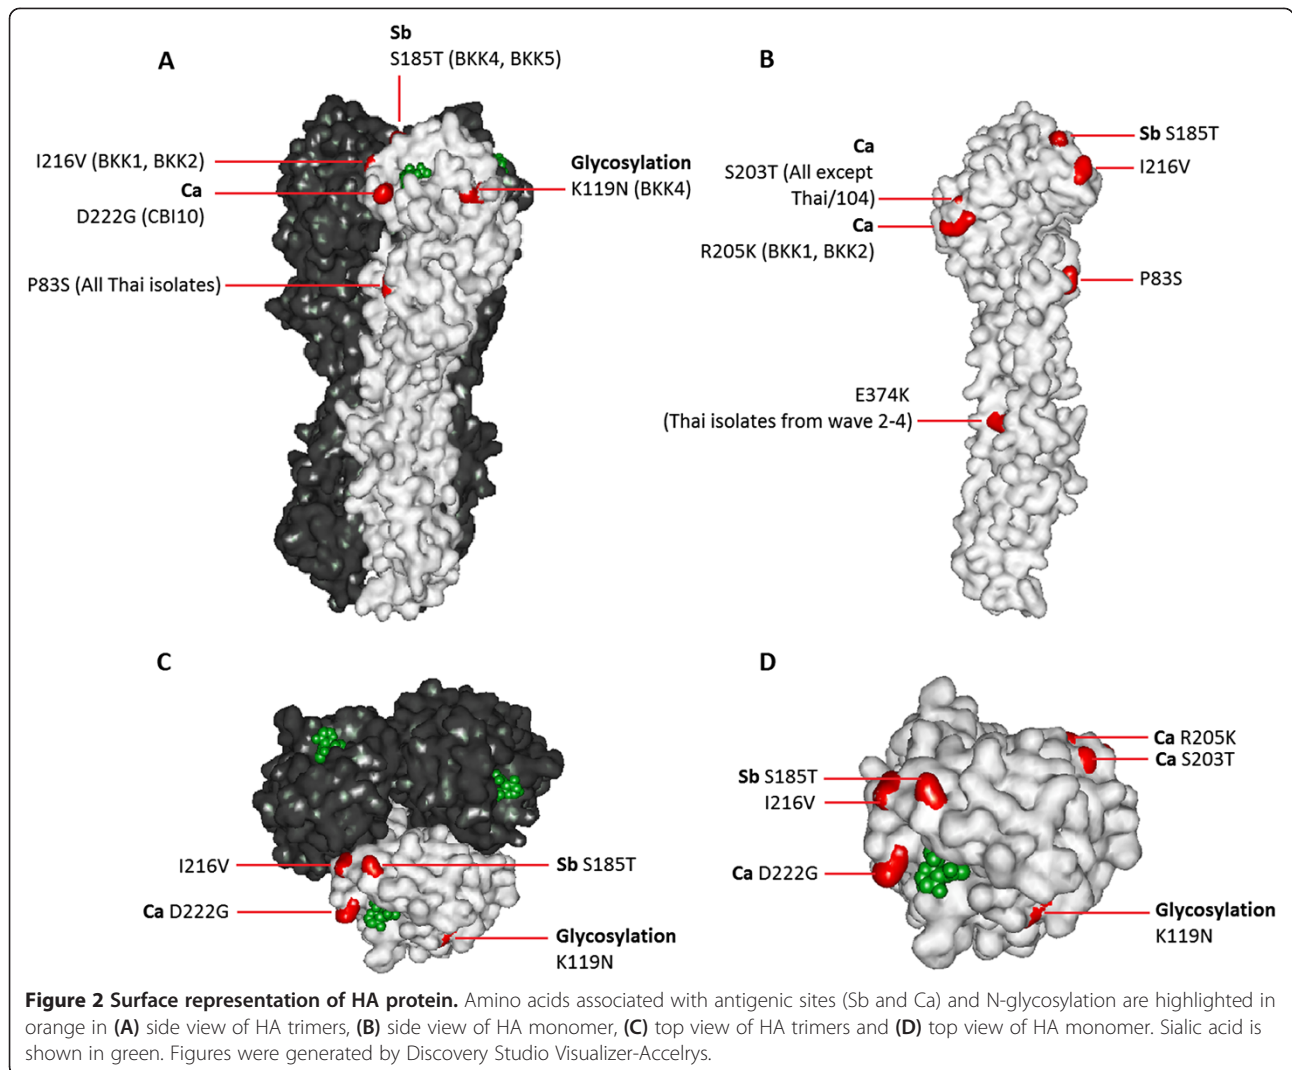 A
Sb
S185T (BKK4, BKK5)
I216V (BKK1, BKK2)
Ca
D222G (CBI10)
Glycosylation
K119N (BKK4)
P83S (All Thai isolates)
B
Sb S185T
I216V
Ca
S203T (All except
Thai/104)
Ca
R205K (BKK1, BKK2)
P83S
E374K
(Thai isolates from wave 2-4)
C
I216V
Sb S185T
Ca D222G
Glycosylation
K119N
D
Ca R205K
Ca S203T
Sb S185T
I216V
Ca D222G
Glycosylation
K119N
Figure 2 Surface representation of HA protein. Amino acids associated with antigenic sites (Sb and Ca) and N-glycosylation are highlighted in
orange in (A) side view of HA trimers, (B) side view of HA monomer, (C) top view of HA trimers and (D) top view of HA monomer. Sialic acid is
shown in green. Figures were generated by Discovery Studio Visualizer-Accelrys.